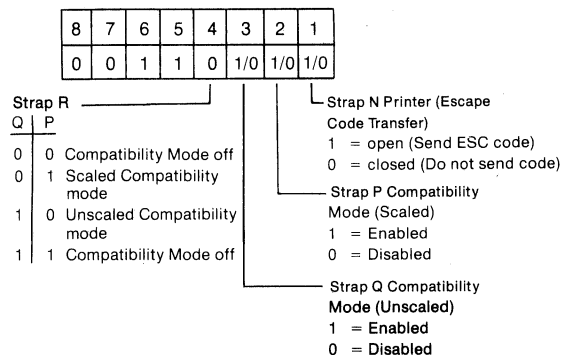 8 7 6 5 4 3 2 1
0 0 1 1 0 1/0 1/0 1/0
Strap R
Q P
0 0 Compatibility Mode off
0 1 Scaled Compatibility
mode
1 0 Unscaled Compatibility
mode
1 1 Compatibility Mode off
Strap N Printer (Escape
Code Transfer)
1 = open (Send ESC code)
0 = closed (Do not send code)
Strap P Compatibility
Mode (Scaled)
1 = Enabled
0 = Disabled
Strap Q Compatibility
Mode (Unscaled)
1 = Enabled
0 = Disabled